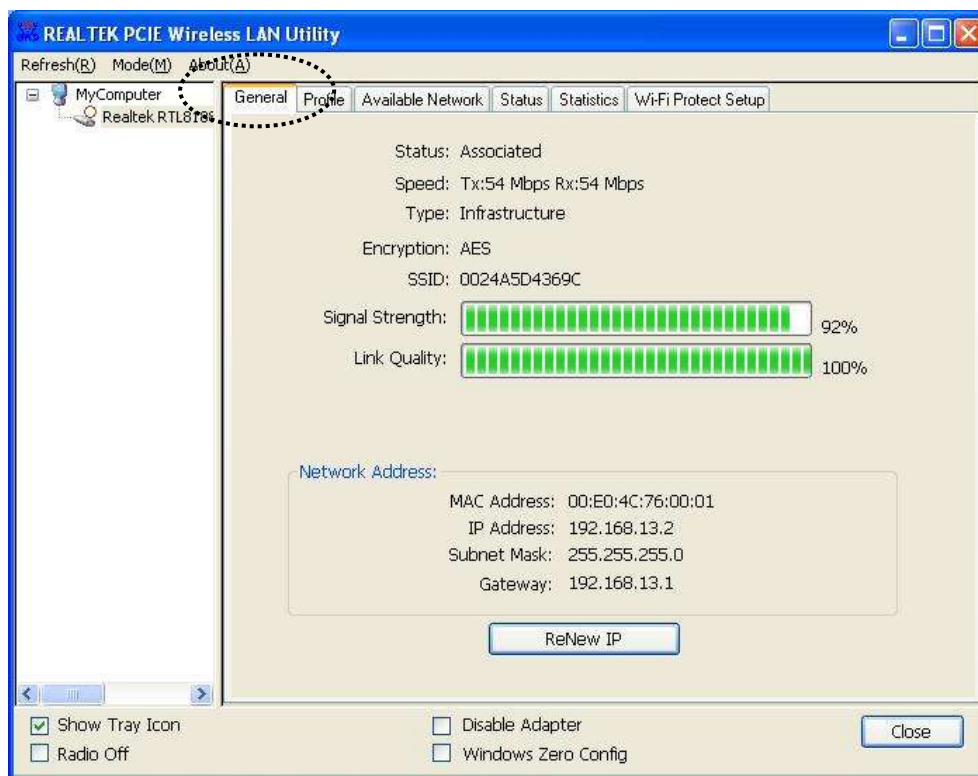 REALTEK PCIE Wireless LAN Utility
Refresh(R) Mode(M) About(A)
MyComputer
Realtek
General Profile Available Network Status Statistics Wi-Fi Protect Setup
Status: Associated
Speed: Tx:54 Mbps Rx:54 Mbps
Type: Infrastructure
Encryption: AES
SSID: 0024A5D4369C
Signal Strength: 92%
Link Quality: 100%
Network Address:
MAC Address: 00:E0:4C:76:00:01
IP Address: 192.168.13.2
Subnet Mask: 255.255.255.0
Gateway: 192.168.13.1
ReNew IP
Show Tray Icon Disable Adapter Close
Radio Off Windows Zero Config